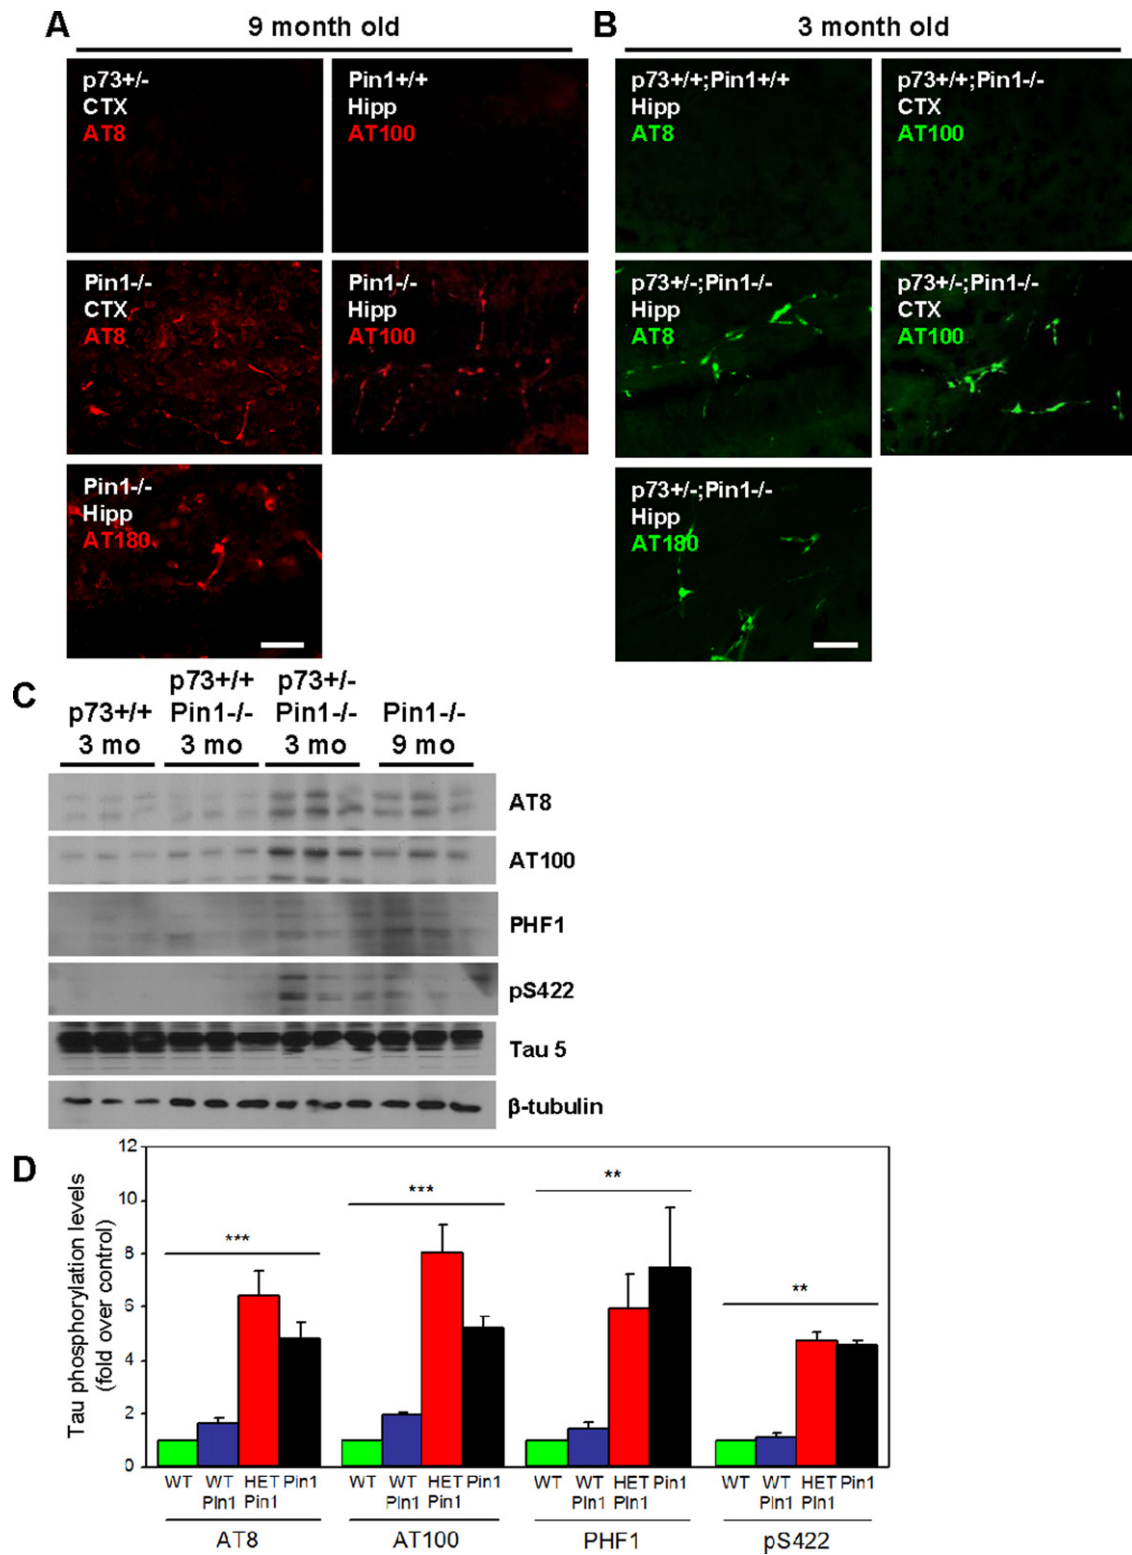 A
9 month old
p73+/-
CTX
AT8
Pin1+/+
Hipp
AT100
Pin1-/-
CTX
AT8
Pin1-/-
Hipp
AT100
Pin1-/-
Hipp
AT180
B
3 month old
p73+/+;Pin1+/+
Hipp
AT8
p73+/+;Pin1-/-
CTX
AT100
p73+/-;Pin1-/-
Hipp
AT8
p73+/-;Pin1-/-
CTX
AT100
p73+/-;Pin1-/-
Hipp
AT180
C
p73+/+
3 mo
p73+/+
Pin1-/-
3 mo
p73+/-
Pin1-/-
3 mo
Pin1-/-
9 mo
AT8
AT100
PHF1
pS422
Tau 5
β-tubulin
D
Tau phosphorylation levels
(fold over control)
12
10
8
6
4
2
0
***
***
**
**
WT WT HET Pin1
PIn1 Pin1
AT8
WT WT HET Pin1
Pin1 Pin1
AT100
WT WT HET Pin1
PIn1 PIn1
PHF1
WT WT HET Pin1
PIn1 PIn1
pS422